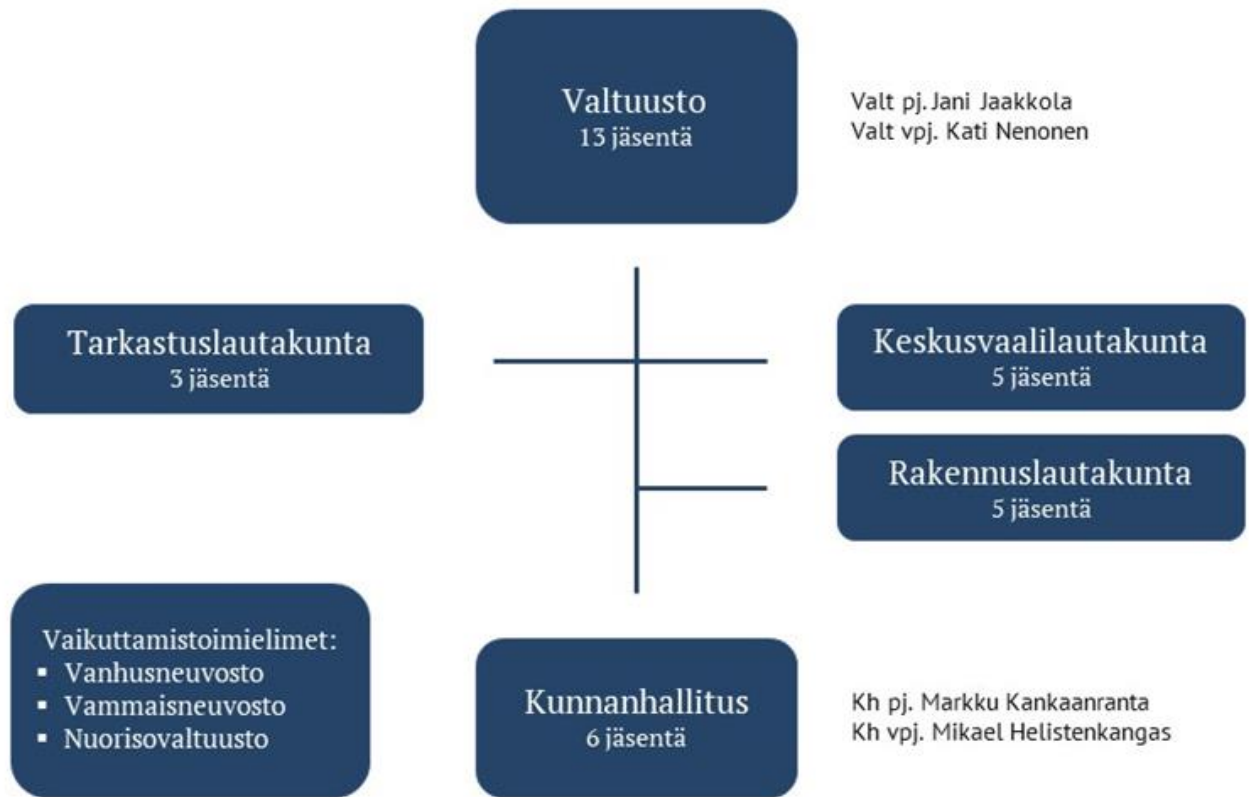 Valtuusto
13 jäsentä
Valt pj. Jani Jaakkola
Valt vpj. Kati Nenonen
Tarkastuslautakunta
3 jäsentä
Keskusvaalilautakunta
5 jäsentä
Rakennuslautakunta
5 jäsentä
Vaikuttamistoimielimet:
▪ Vanhusneuvosto
▪ Vammaisneuvosto
▪ Nuorisovaltuusto
Kunnanhallitus
6 jäsentä
Kh pj. Markku Kankaanranta
Kh vpj. Mikael Helistenkangas